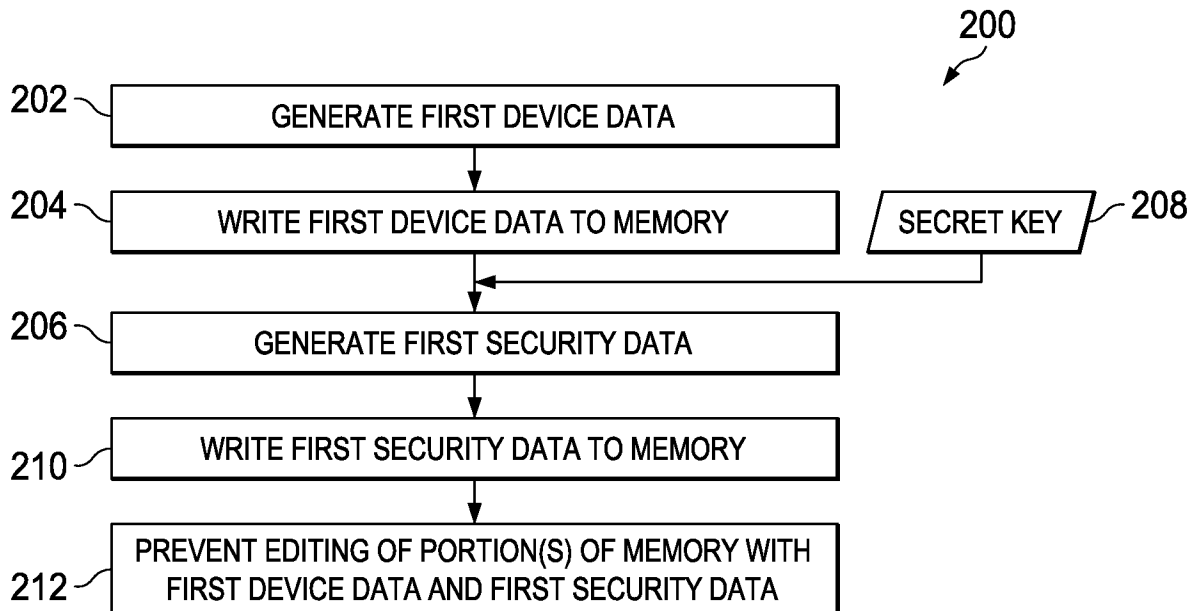 200
202
GENERATE FIRST DEVICE DATA
204
WRITE FIRST DEVICE DATA TO MEMORY
SECRET KEY
208
206
GENERATE FIRST SECURITY DATA
210
WRITE FIRST SECURITY DATA TO MEMORY
212
PREVENT EDITING OF PORTION(S) OF MEMORY WITH
FIRST DEVICE DATA AND FIRST SECURITY DATA